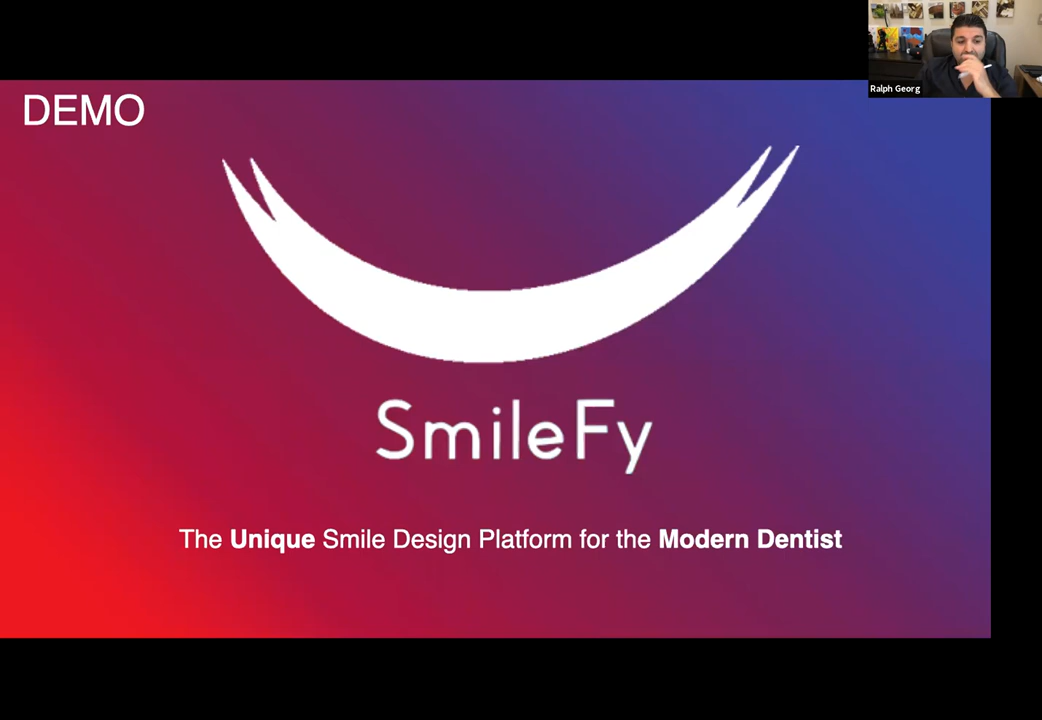 Ralph Georg
DEMO
SmileFy
The Unique Smile Design Platform for the Modern Dentist